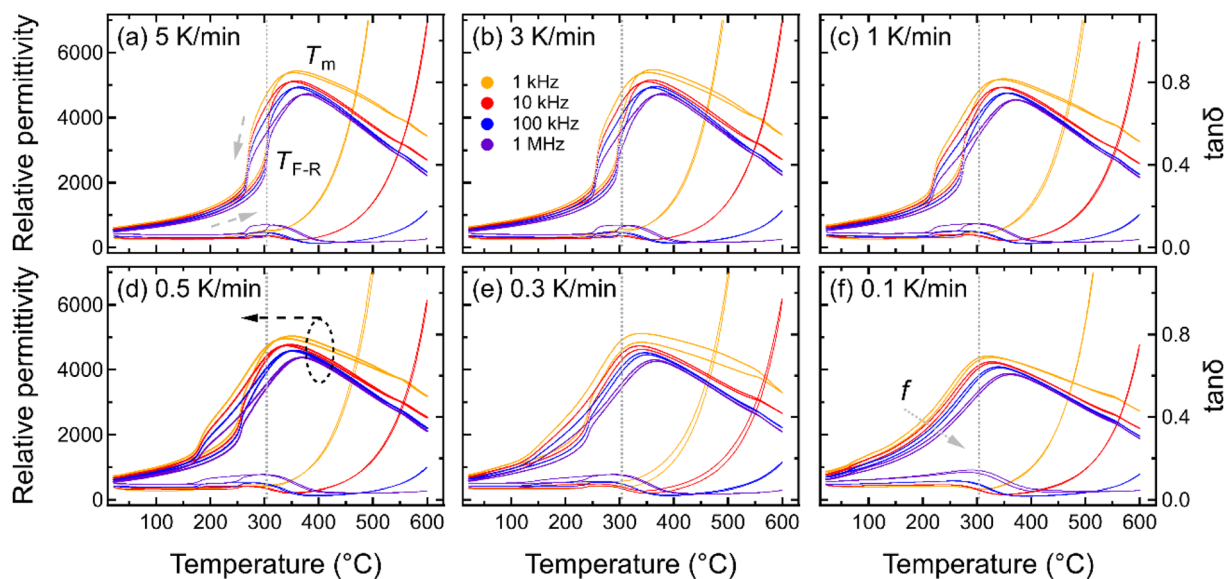 (a) 5 K/min
(b) 3 K/min
(c) 1 K/min
Tm
TF-R
1 kHz
10 kHz
100 kHz
1 MHz
Relative permittivity
6000
4000
2000
0
0.8
0.4
0.0
tanδ
(d) 0.5 K/min
(e) 0.3 K/min
(f) 0.1 K/min
f
Relative permittivity
6000
4000
2000
0
0.8
0.4
0.0
tanδ
100 200 300 400 500 600
100 200 300 400 500 600
100 200 300 400 500 600
Temperature (°C)
Temperature (°C)
Temperature (°C)